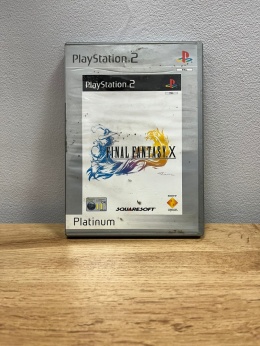 PlayStation 2
PlayStation 2
FINAL FANTASY X
SQUARESOFT
Platinum